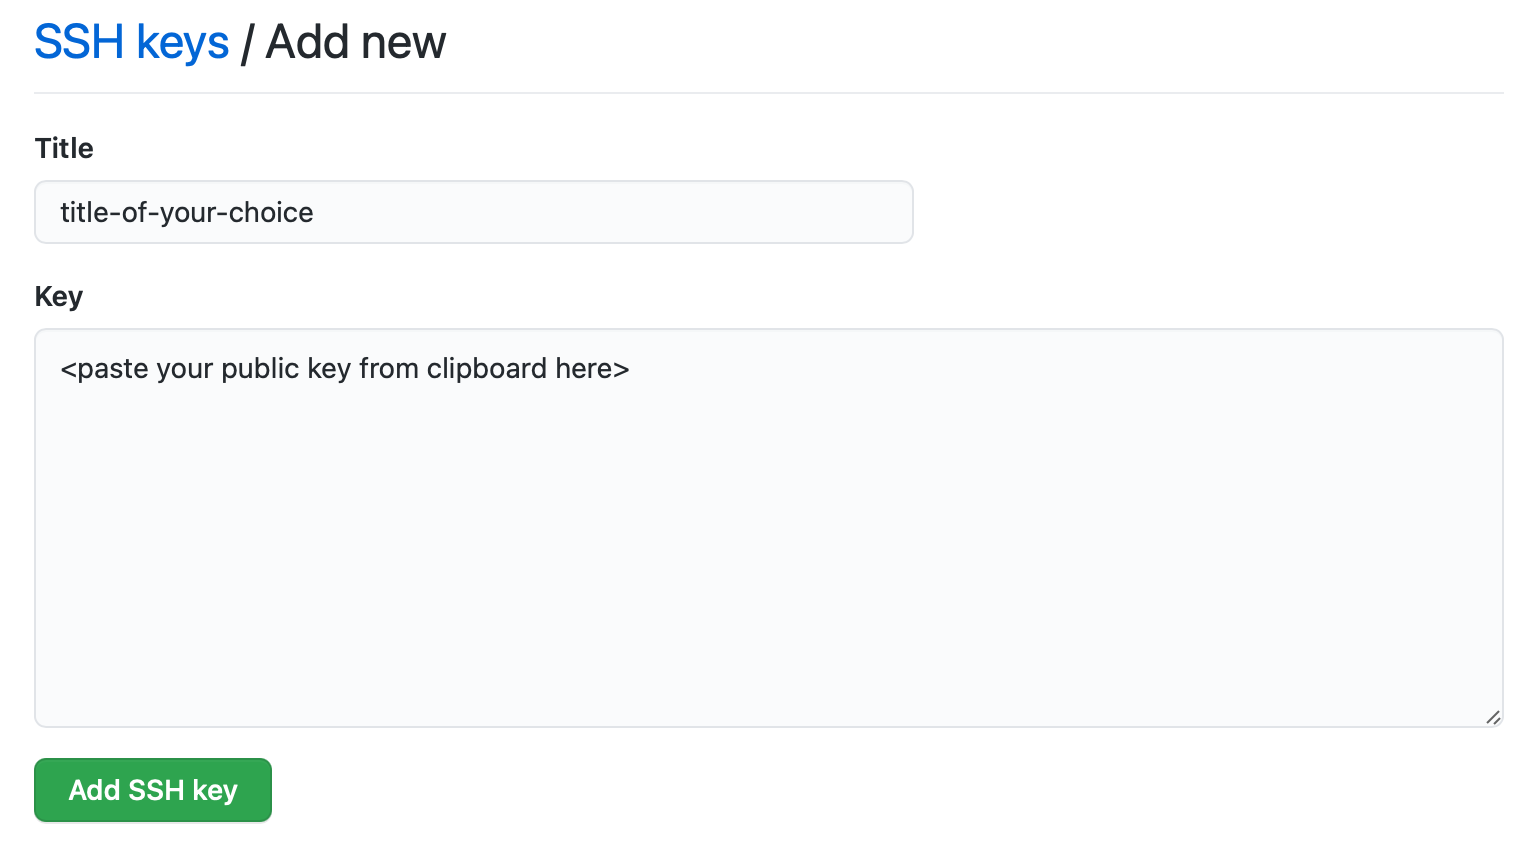 SSH keys / Add new
Title
title-of-your-choice
Key
<paste your public key from clipboard here>
Add SSH key